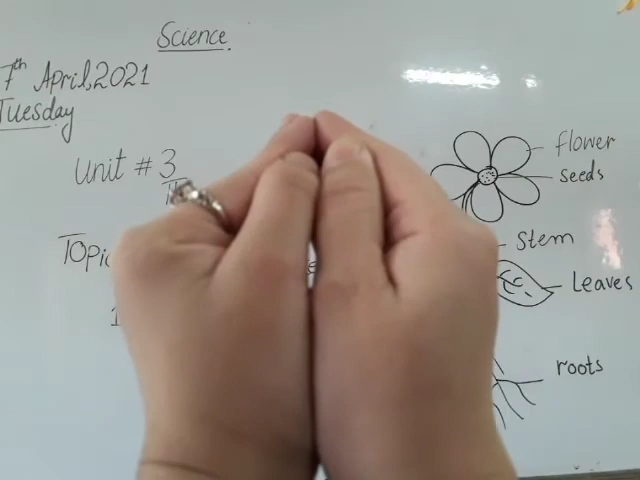 Science.
7th April,2021
Tuesday
Unit # 3
flower
seeds
Stem
Leaves
roots